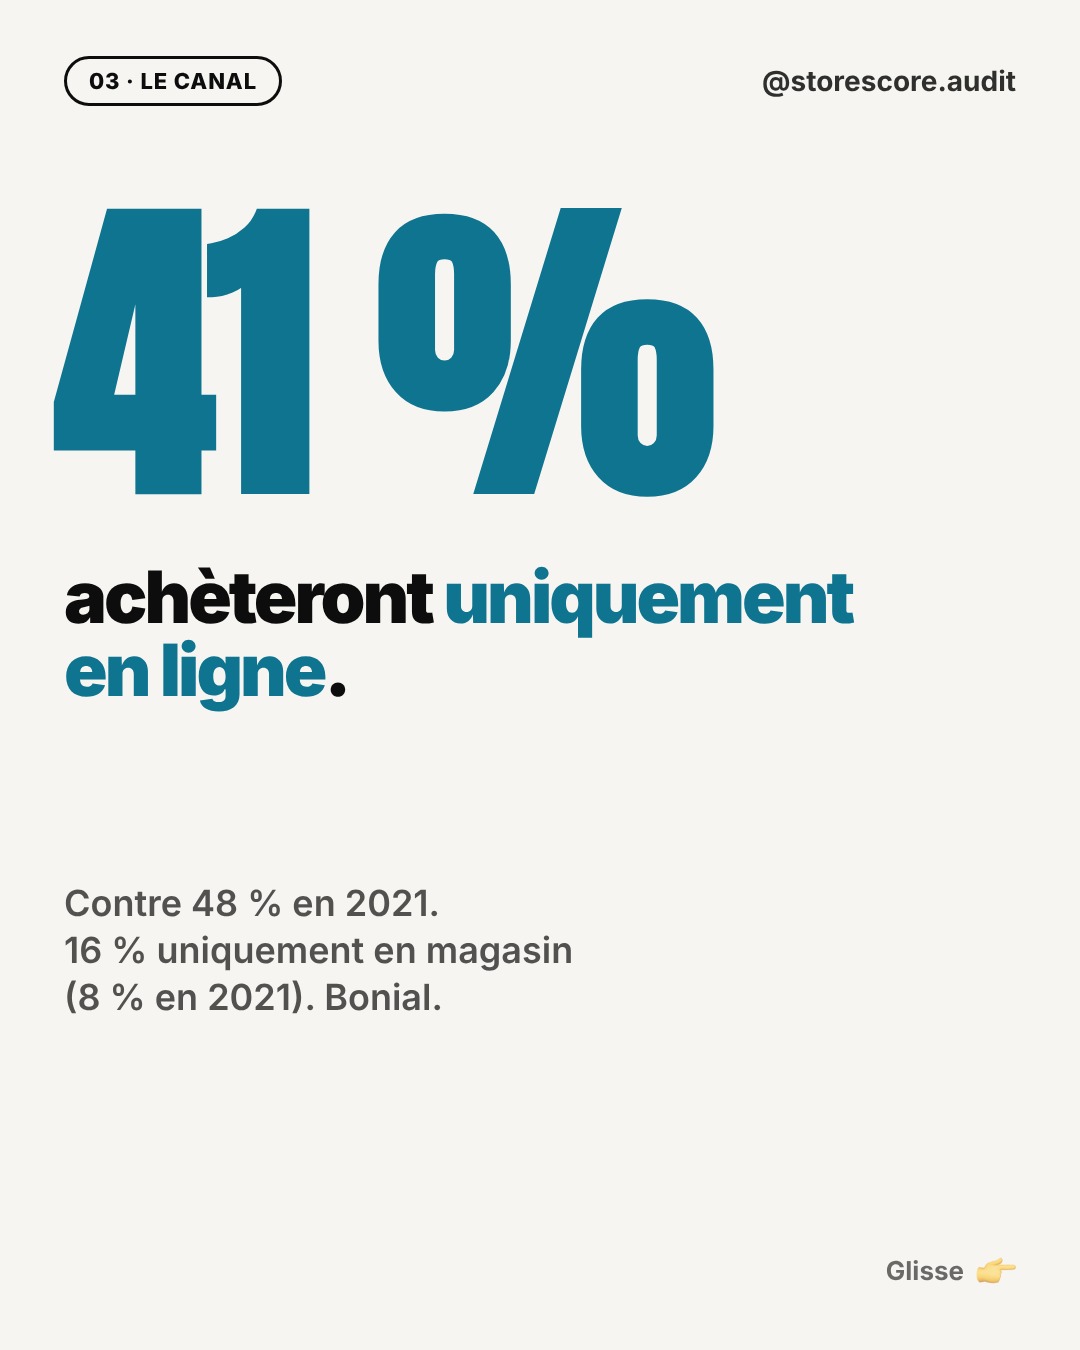 03 · LE CANAL
@storescore.audit
41 %
achèteront uniquement
en ligne.
Contre 48 % en 2021.
16 % uniquement en magasin
(8 % en 2021). Bonial.
Glisse 👉